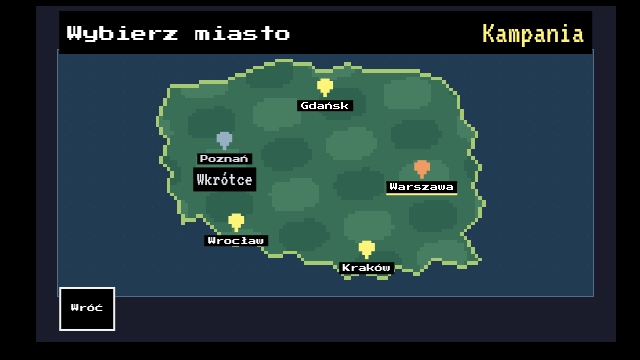 Wybierz miasto
Kampania
Gdańsk
Poznań
Wkrótce
Warszawa
Wrocław
Kraków
Wróć